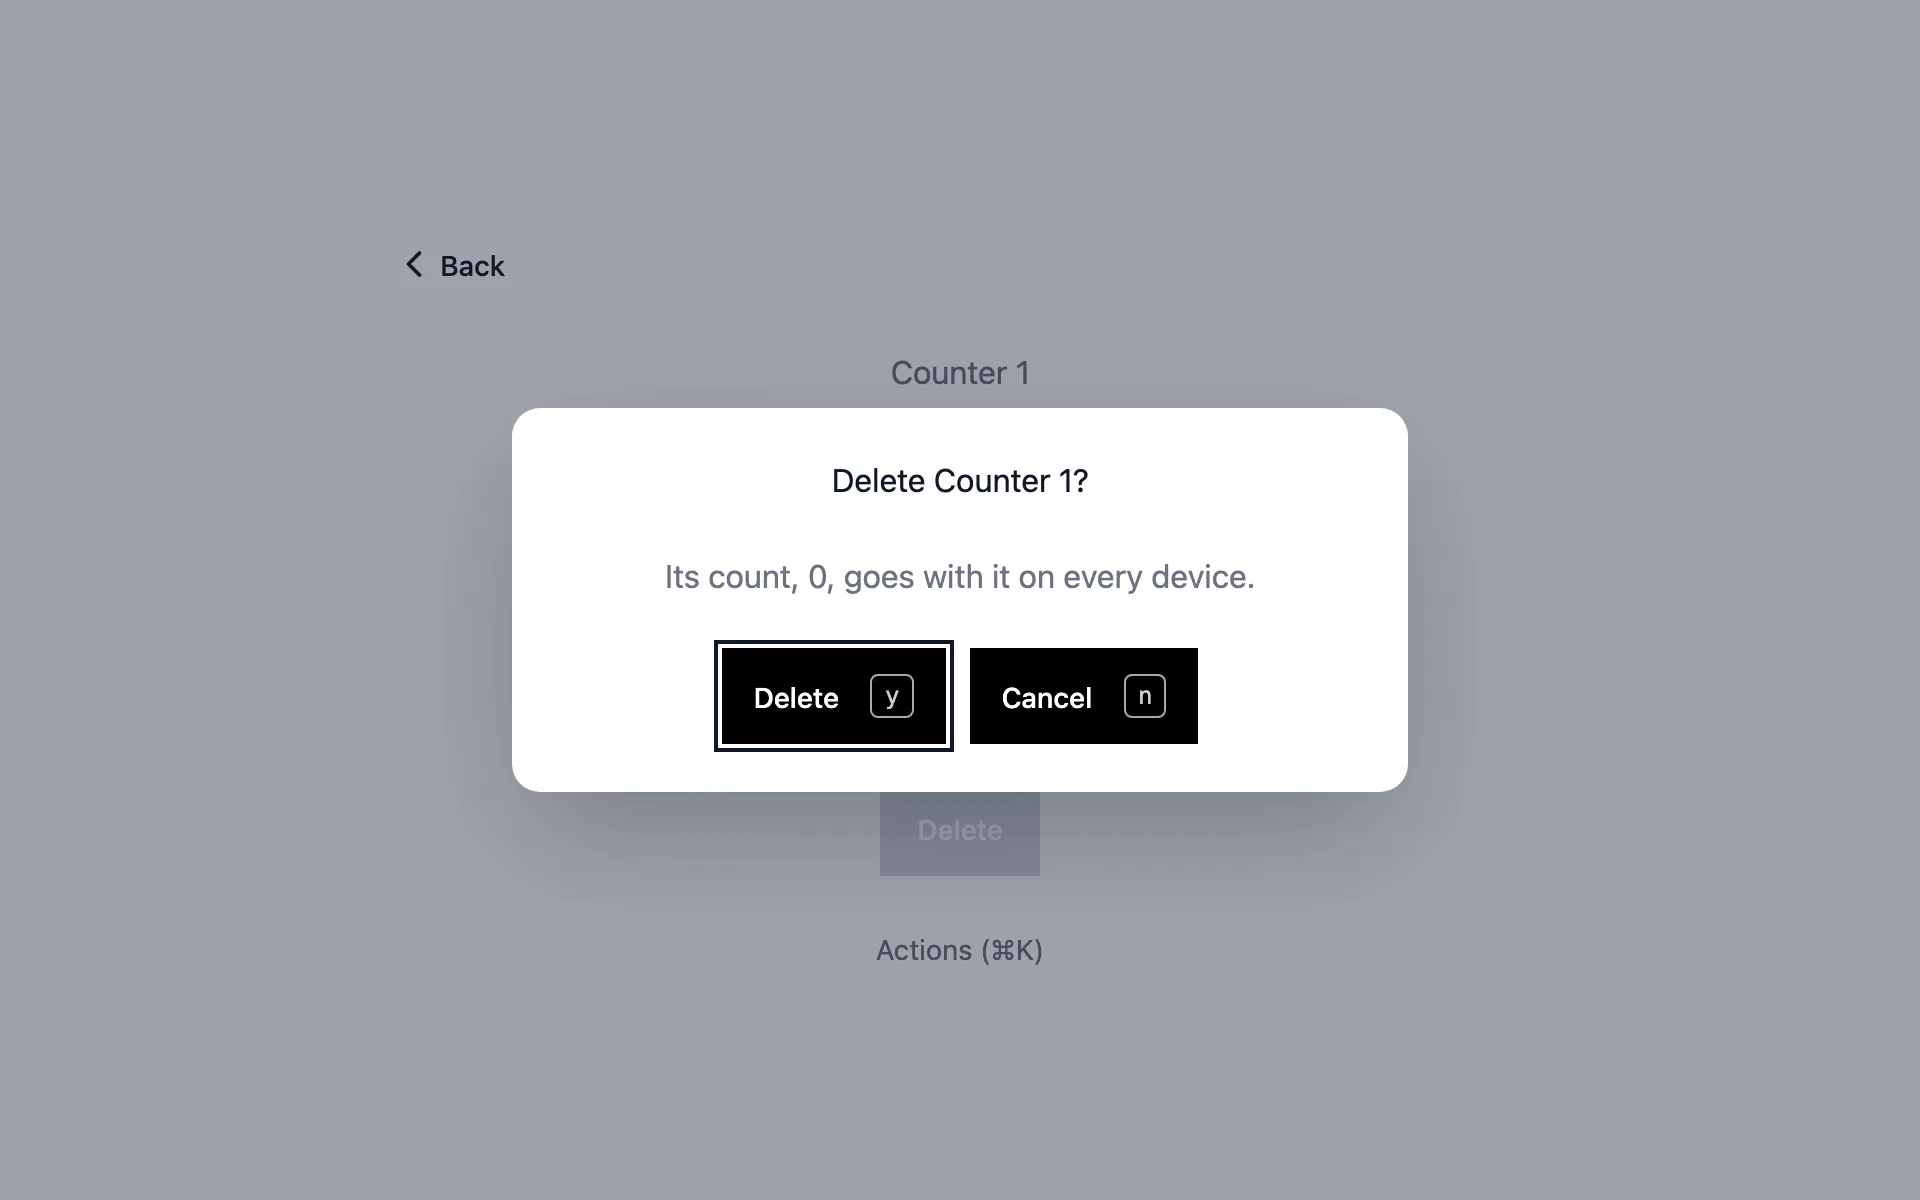 Back
Counter 1
Delete Counter 1?
Its count, 0, goes with it on every device.
Delete y Cancel n
Delete
Actions (⌘K)